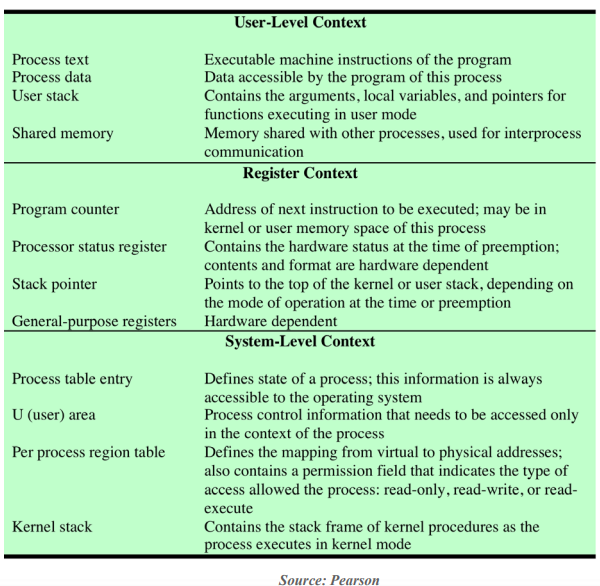 User-Level Context
Process text Executable machine instructions of the program
Process data Data accessible by the program of this process
User stack Contains the arguments, local variables, and pointers for
functions executing in user mode
Shared memory Memory shared with other processes, used for interprocess
communication
Register Context
Program counter Address of next instruction to be executed; may be in
kernel or user memory space of this process
Processor status register Contains the hardware status at the time of preemption;
contents and format are hardware dependent
Stack pointer Points to the top of the kernel or user stack, depending on
the mode of operation at the time or preemption
General-purpose registers Hardware dependent
System-Level Context
Process table entry Defines state of a process; this information is always
accessible to the operating system
U (user) area Process control information that needs to be accessed only
in the context of the process
Per process region table Defines the mapping from virtual to physical addresses;
also contains a permission field that indicates the type of
access allowed the process: read-only, read-write, or read-
execute
Kernel stack Contains the stack frame of kernel procedures as the
process executes in kernel mode
Source: Pearson